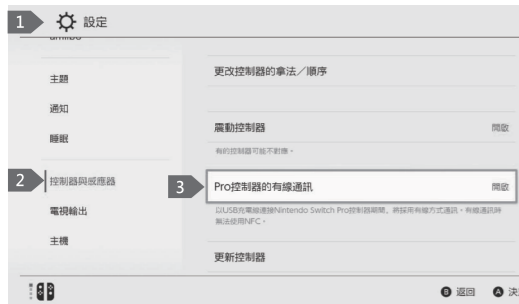 1 設定
amiibo
主題
通知
睡眠
2 控制器與感應器
電視輸出
主機
更改控制器的拿法／順序
震動控制器 開啟
有的控制器可能不對應。
3 Pro控制器的有線通訊 開啟
以USB充電線連接Nintendo Switch Pro控制器期間，將採用有線方式通訊。有線通訊時
無法使用NFC。
更新控制器
B 返回 A 決